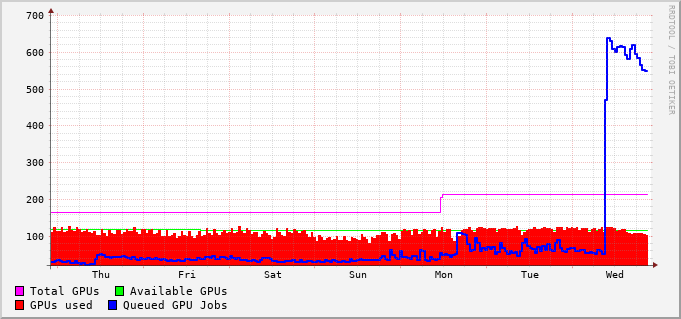 700
600
500
400
300
200
100
Thu Fri Sat Sun Mon Tue Wed
Total GPUs Available GPUs
GPUs used Queued GPU Jobs
RRDTOOL / TOBI OETIKER